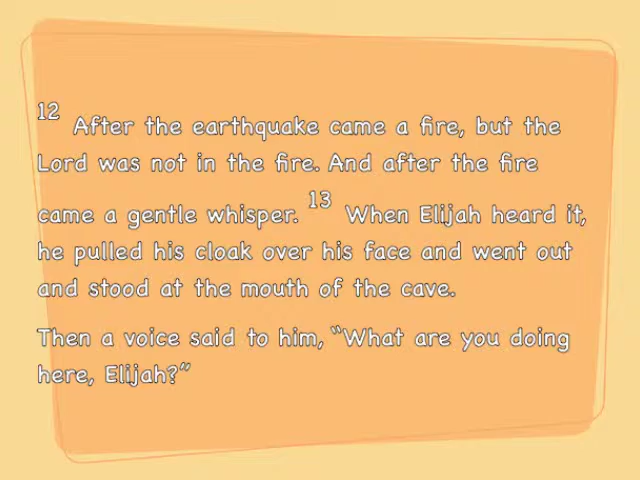 12 After the earthquake came a fire, but the
Lord was not in the fire. And after the fire
came a gentle whisper. 13 When Elijah heard it,
he pulled his cloak over his face and went out
and stood at the mouth of the cave.
Then a voice said to him, “What are you doing
here, Elijah?”